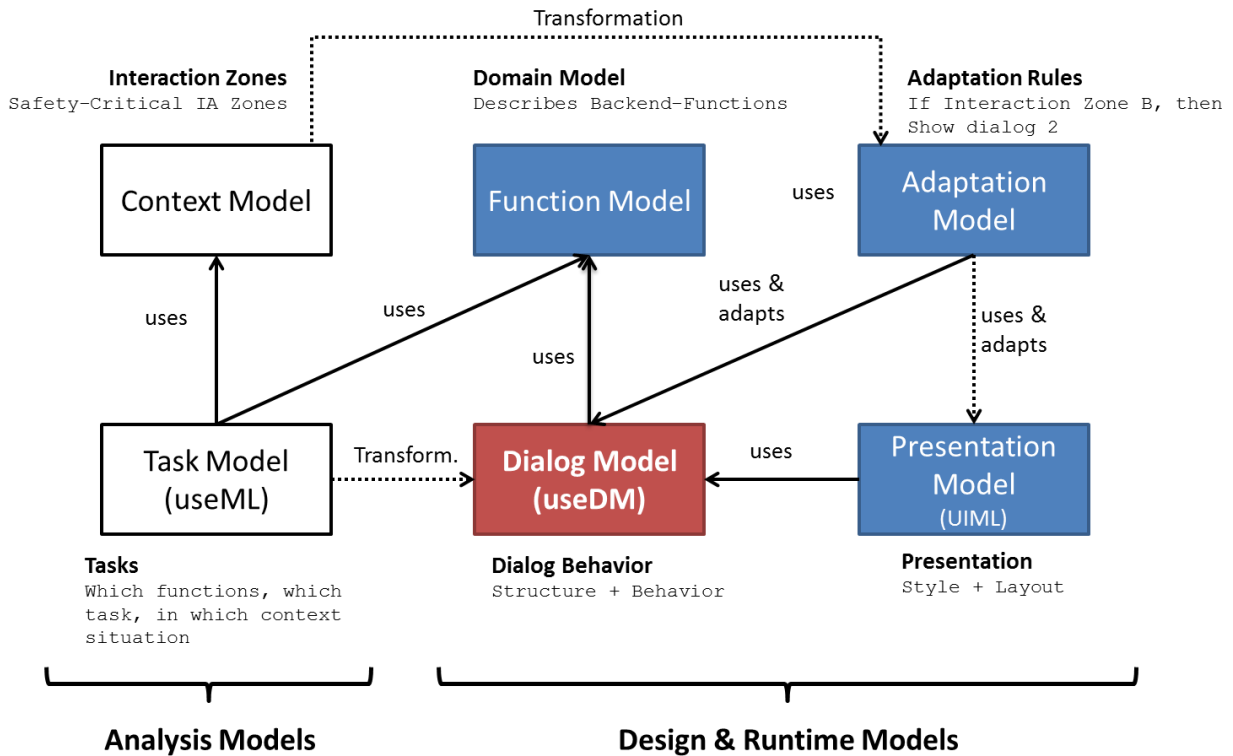 Transformation
Interaction Zones
Safety-Critical IA Zones
Domain Model
Describes Backend-Functions
Adaptation Rules
If Interaction Zone B, then
Show dialog 2
Context Model
Function Model
uses
Adaptation
Model
uses
uses
uses &
adapts
uses
uses &
adapts
Task Model
(useML)
Transform.
Dialog Model
(useDM)
uses
Presentation
Model
(UIML)
Tasks
Which functions, which
task, in which context
situation
Dialog Behavior
Structure + Behavior
Presentation
Style + Layout
Analysis Models
Design & Runtime Models